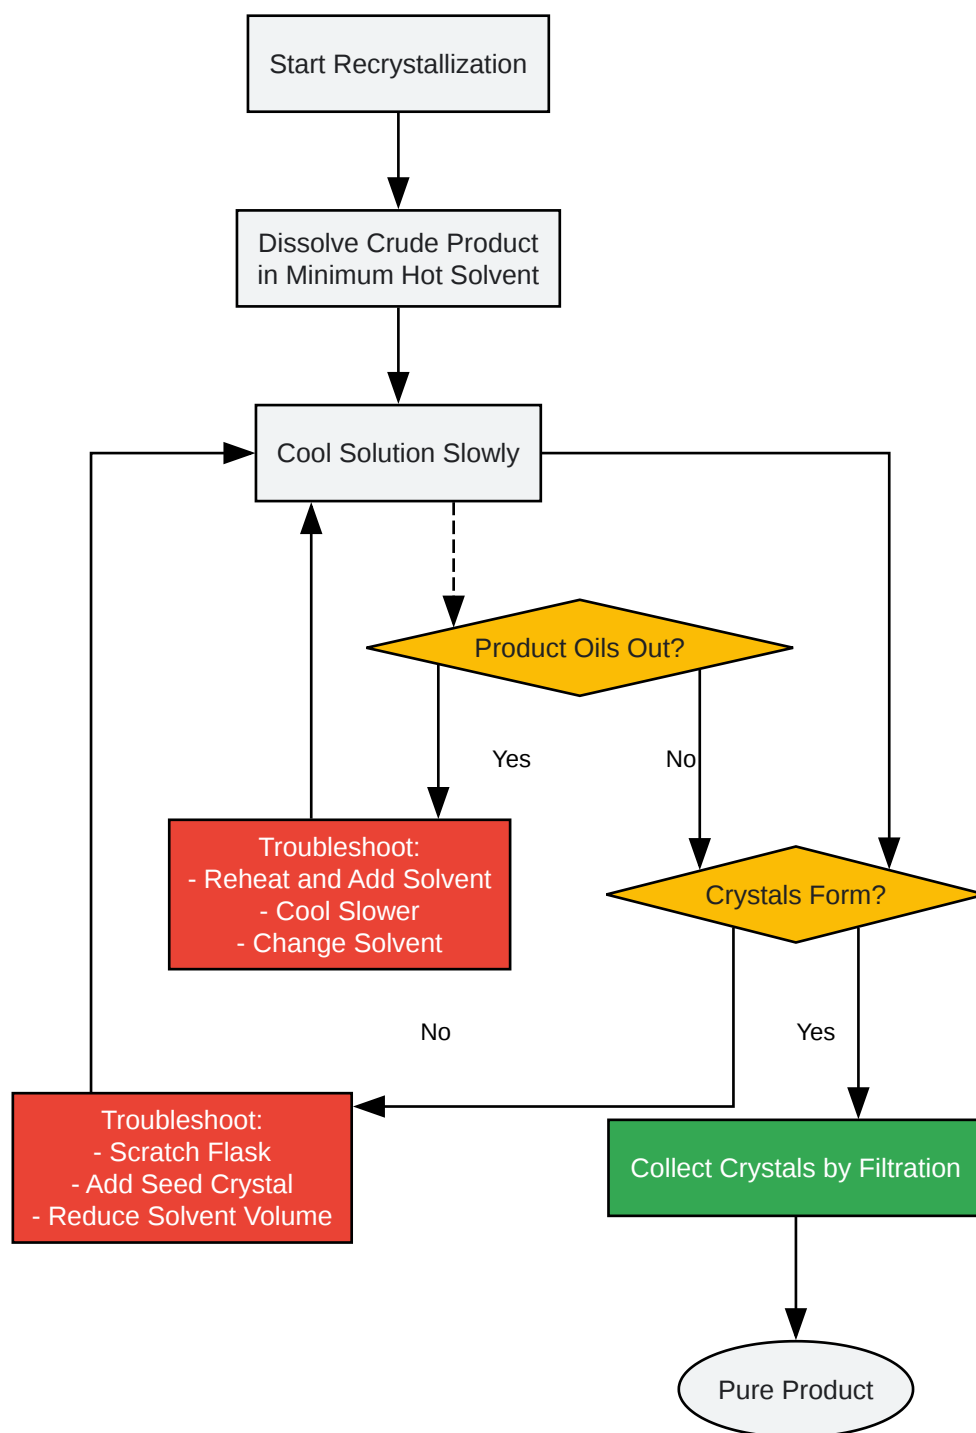 Start Recrystallization
Dissolve Crude Product
in Minimum Hot Solvent
Cool Solution Slowly
Product Oils Out?
Yes
No
Troubleshoot:
- Reheat and Add Solvent
- Cool Slower
- Change Solvent
Crystals Form?
No
Yes
Troubleshoot:
- Scratch Flask
- Add Seed Crystal
- Reduce Solvent Volume
Collect Crystals by Filtration
Pure Product